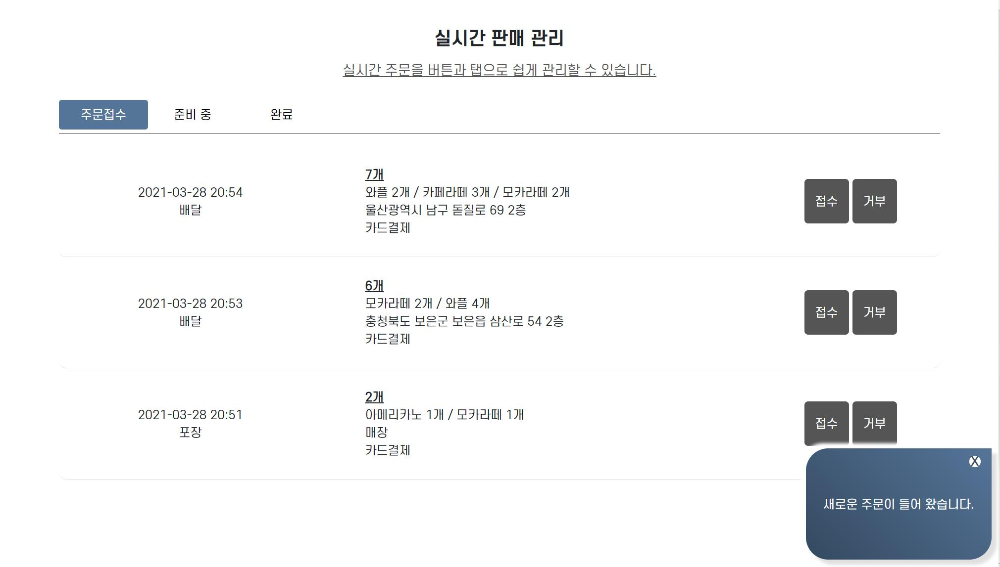 실시간 판매 관리
실시간 주문을 버튼과 탭으로 쉽게 관리할 수 있습니다.
주문접수 준비 중 완료
7개
2021-03-28 20:54 와플 2개 / 카페라떼 3개 / 모카라떼 2개
접수 거부
배달 울산광역시 남구 돋질로 69 2층
카드결제
6개
2021-03-28 20:53 모카라떼 2개 / 와플 4개
접수 거부
배달 충청북도 보은군 보은읍 삼산로 54 2층
카드결제
2개
2021-03-28 20:51 아메리카노 1개 / 모카라떼 1개
접수 거부
포장 매장
카드결제
X
새로운 주문이 들어 왔습니다.